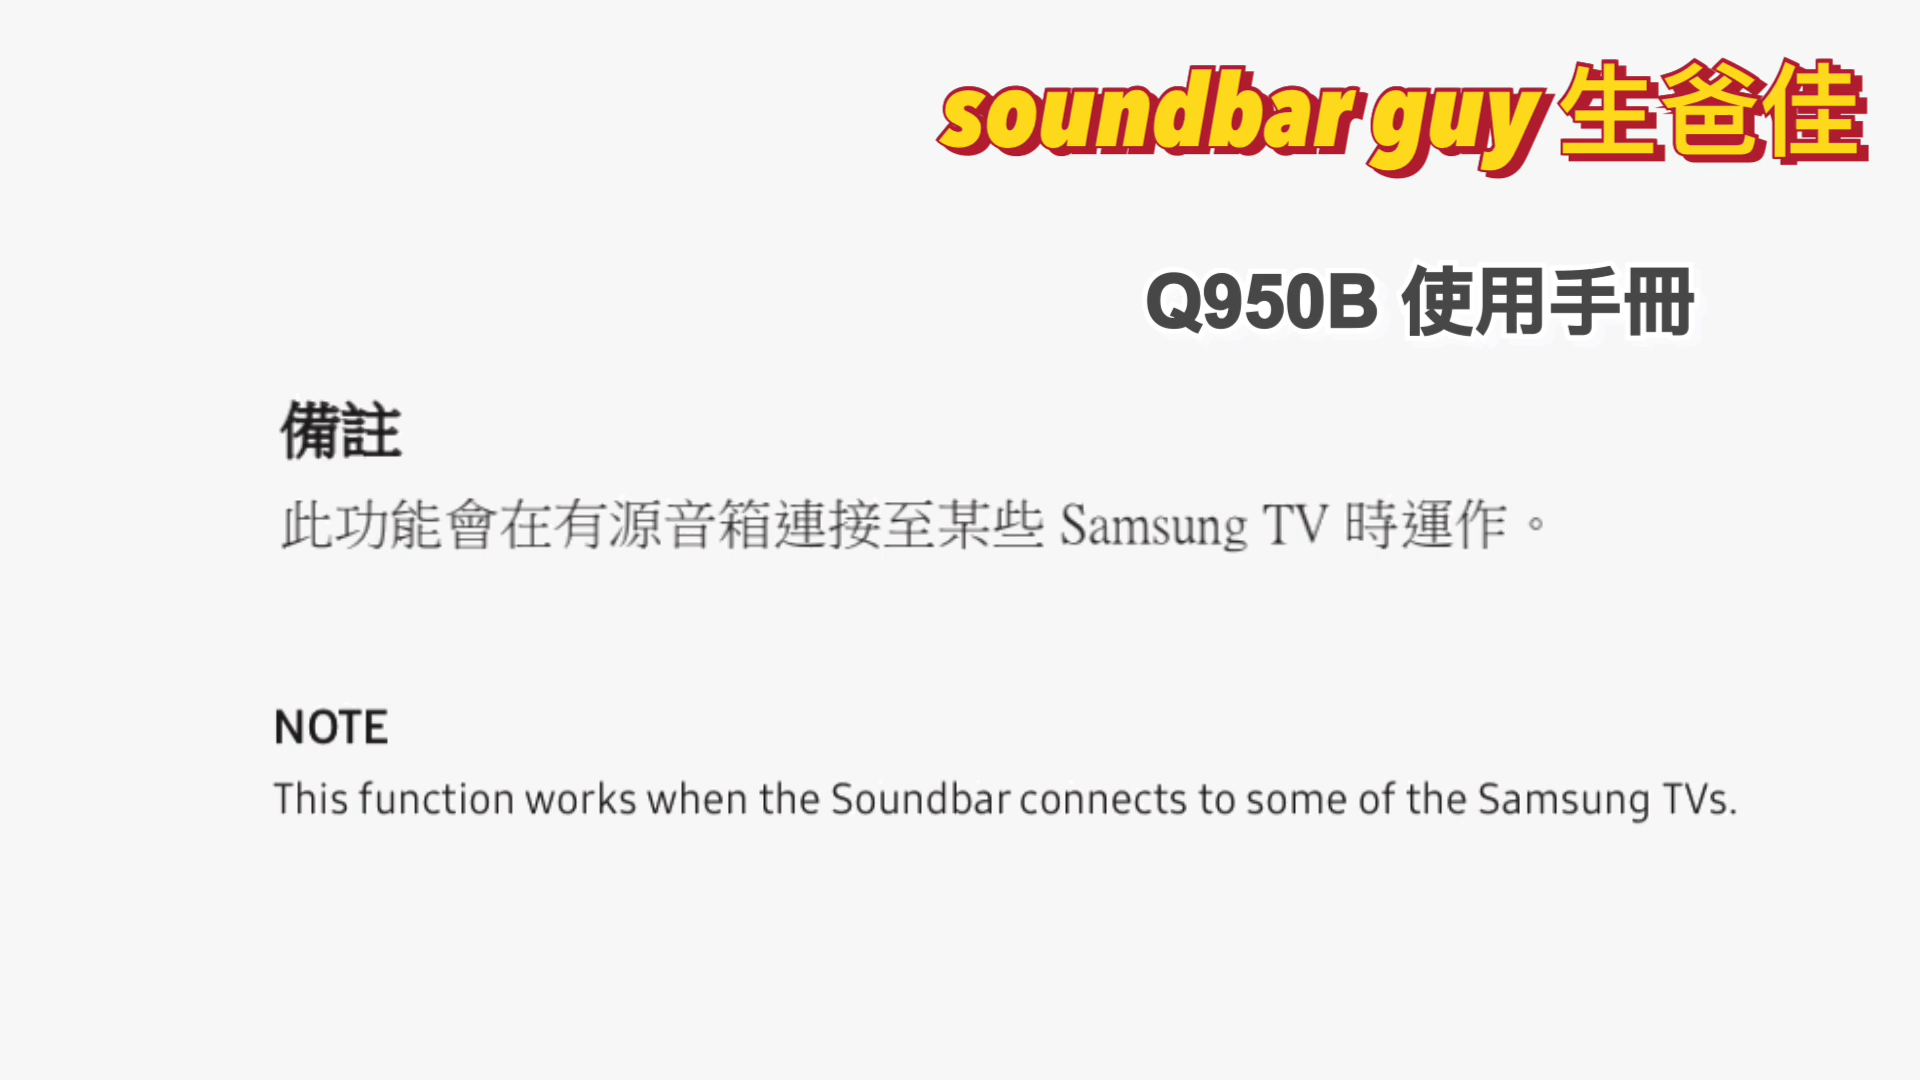 soundbar guy 生爸佳
Q950B 使用手冊
備註
此功能會在有源音箱連接至某些 Samsung TV 時運作。
NOTE
This function works when the Soundbar connects to some of the Samsung TVs.